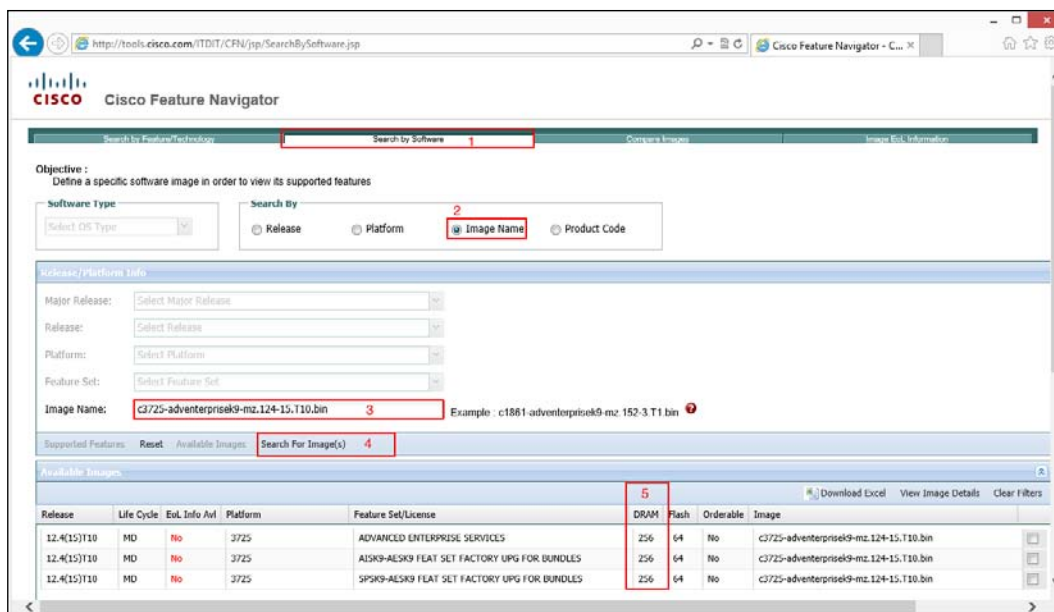 http://tools.cisco.com/ITDIT/CFN/jsp/SearchBySoftware.jsp
Cisco Feature Navigator - C...
CISCO Cisco Feature Navigator
Search by Feature/Technology Search by Software 1 Compare Images Image EoL Information
Objective :
Define a specific software image in order to view its supported features
Software Type Search By
2
Select OS Type Release Platform Image Name Product Code
Release/Platform Info
Major Release: Select Major Release
Release: Select Release
Platform: Select Platform
Feature Set: Select Feature Set
Image Name: c3725-adventerprisek9-mz.124-15.T10.bin 3 Example : c1861-adventerprisek9-mz.152-3.T1.bin
Supported Features Reset Available Images Search For Image(s) 4
Available Images
5 Download Excel View Image Details Clear Filters
Release Life Cycle EoL Info Avl Platform Feature Set/License DRAM Flash Orderable Image
12.4(15)T10 MD No 3725 ADVANCED ENTERPRISE SERVICES 256 64 No c3725-adventerprisek9-mz.124-15.T10.bin
12.4(15)T10 MD No 3725 AISK9-AESK9 FEAT SET FACTORY UPG FOR BUNDLES 256 64 No c3725-adventerprisek9-mz.124-15.T10.bin
12.4(15)T10 MD No 3725 SPSK9-AESK9 FEAT SET FACTORY UPG FOR BUNDLES 256 64 No c3725-adventerprisek9-mz.124-15.T10.bin